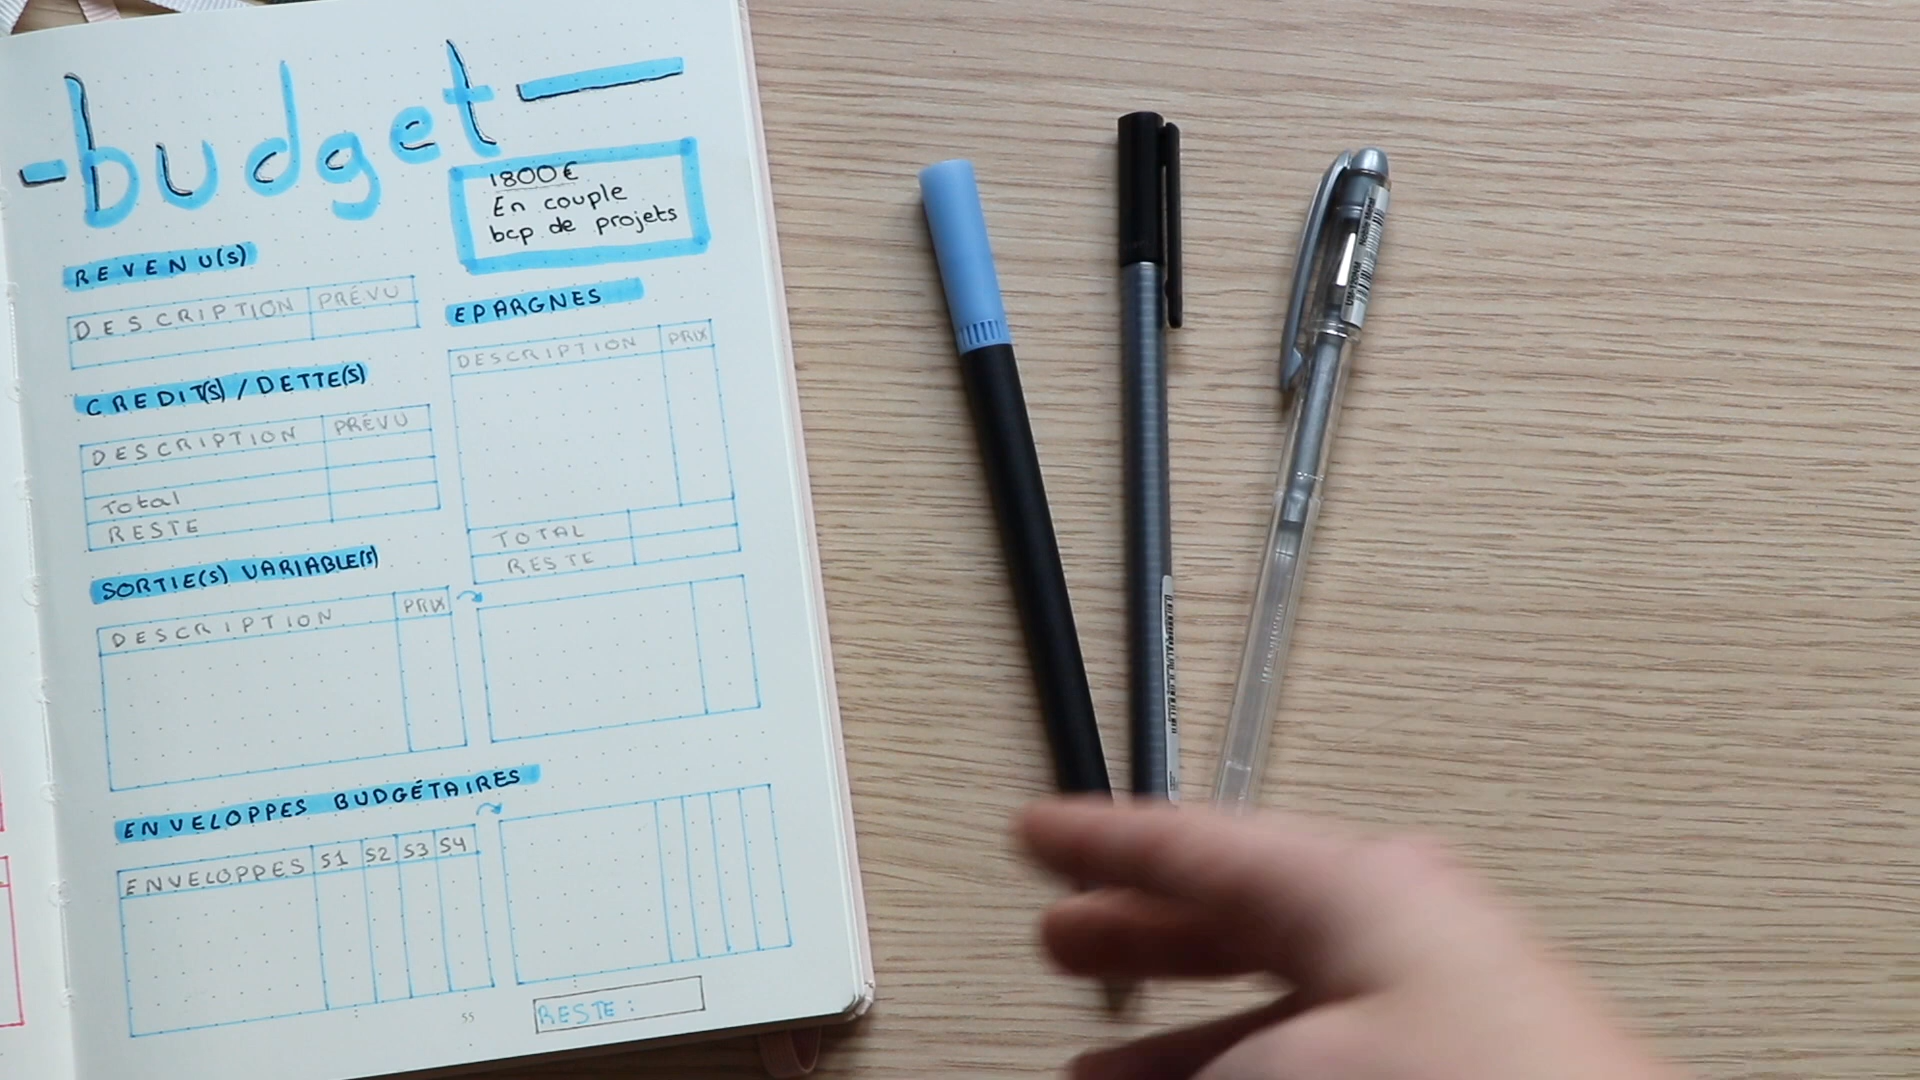 -budget-
1800€
En couple
bcp de projets
REVENU(S)
DESCRIPTION PRÉVU
CREDIT(S) / DETTE(S)
DESCRIPTION PRÉVU
Total
RESTE
SORTIE(S) VARIABLE(S)
DESCRIPTION PRIX
EPARGNES
DESCRIPTION PRIX
TOTAL
RESTE
ENVELOPPES BUDGÉTAIRES
ENVELOPPES S1 S2 S3 S4
RESTE :
55